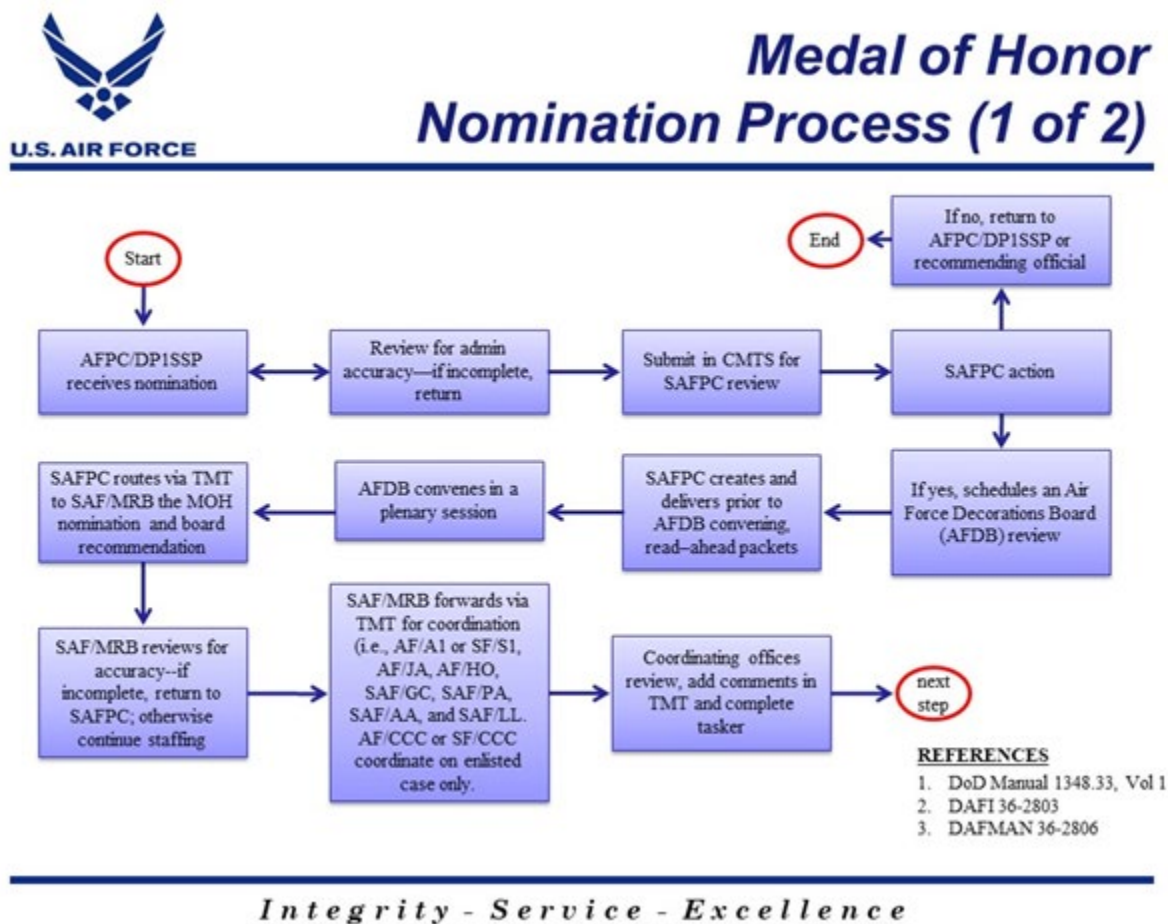 Medal of Honor
Nomination Process (1 of 2)
U.S. AIR FORCE
Start
End
If no, return to
AFPC/DP1SSP or
recommending official
AFPC/DP1SSP
receives nomination
Review for admin
accuracy—if incomplete,
return
Submit in CMTS for
SAFPC review
SAFPC action
SAFPC routes via TMT
to SAF/MRB the MOH
nomination and board
recommendation
AFDB convenes in a
plenary session
SAFPC creates and
delivers prior to
AFDB convening,
read–ahead packets
If yes, schedules an Air
Force Decorations Board
(AFDB) review
SAF/MRB reviews for
accuracy--if
incomplete, return to
SAFPC; otherwise
continue staffing
SAF/MRB forwards via
TMT for coordination
(i.e., AF/A1 or SF/S1,
AF/JA, AF/HO,
SAF/GC, SAF/PA,
SAF/AA, and SAF/LL.
AF/CCC or SF/CCC
coordinate on enlisted
case only.
Coordinating offices
review, add comments in
TMT and complete
tasker
next
step
REFERENCES
1. DoD Manual 1348.33, Vol 1
2. DAFI 36-2803
3. DAFMAN 36-2806
Integrity - Service - Excellence